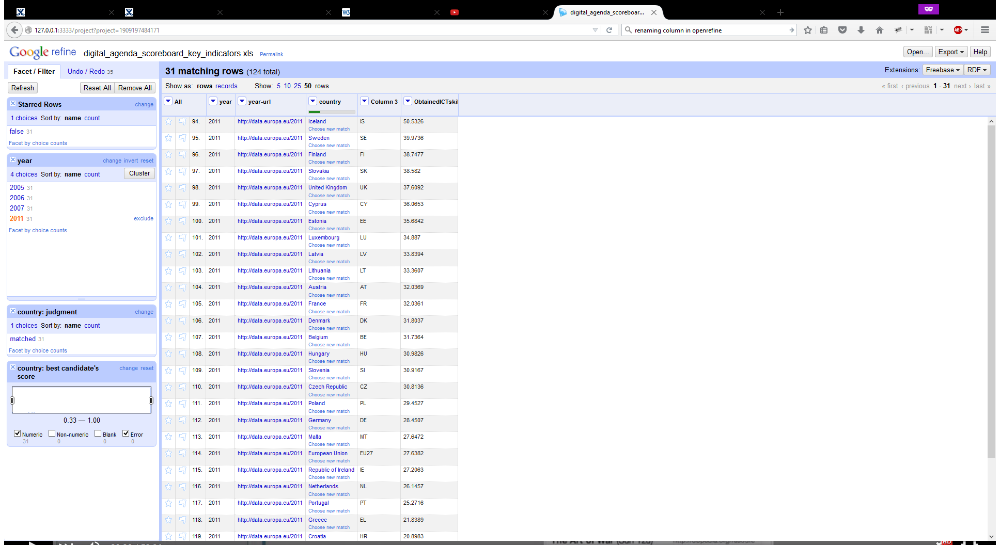 W3
digital_agenda_scoreboar...
127.0.0.1:3333/project?project=1909197484171
renaming column in openrefine
ABP
Google refine digital_agenda_scoreboard_key_indicators xls Permalink
Open... Export Help
Facet / Filter Undo / Redo 35
31 matching rows (124 total)
Extensions: Freebase RDF
Refresh Reset All Remove All
Show as: rows records Show: 5 10 25 50 rows
« first ‹ previous 1 - 31 next › last »
Starred Rows change
1 choices Sort by: name count
false 31
Facet by choice counts
year change invert reset
4 choices Sort by: name count Cluster
2005 31
2006 31
2007 31
2011 31 exclude
Facet by choice counts
country: judgment change
1 choices Sort by: name count
matched 31
Facet by choice counts
country: best candidate's score change reset
0.33 — 1.00
Numeric Non-numeric Blank Error
31 0 0 0
All year year-url country Column 3 ObtainedICTskil
94. 2011 http://data.europa.eu/2011 Iceland IS 50.5326
Choose new match
95. 2011 http://data.europa.eu/2011 Sweden SE 39.9736
Choose new match
96. 2011 http://data.europa.eu/2011 Finland FI 38.7477
Choose new match
97. 2011 http://data.europa.eu/2011 Slovakia SK 38.582
Choose new match
98. 2011 http://data.europa.eu/2011 United Kingdom UK 37.6092
Choose new match
99. 2011 http://data.europa.eu/2011 Cyprus CY 36.0653
Choose new match
100. 2011 http://data.europa.eu/2011 Estonia EE 35.6842
Choose new match
101. 2011 http://data.europa.eu/2011 Luxembourg LU 34.887
Choose new match
102. 2011 http://data.europa.eu/2011 Latvia LV 33.8394
Choose new match
103. 2011 http://data.europa.eu/2011 Lithuania LT 33.3607
Choose new match
104. 2011 http://data.europa.eu/2011 Austria AT 32.0369
Choose new match
105. 2011 http://data.europa.eu/2011 France FR 32.0361
Choose new match
106. 2011 http://data.europa.eu/2011 Denmark DK 31.8037
Choose new match
107. 2011 http://data.europa.eu/2011 Belgium BE 31.7364
Choose new match
108. 2011 http://data.europa.eu/2011 Hungary HU 30.9826
Choose new match
109. 2011 http://data.europa.eu/2011 Slovenia SI 30.9167
Choose new match
110. 2011 http://data.europa.eu/2011 Czech Republic CZ 30.8136
Choose new match
111. 2011 http://data.europa.eu/2011 Poland PL 29.4527
Choose new match
112. 2011 http://data.europa.eu/2011 Germany DE 28.4507
Choose new match
113. 2011 http://data.europa.eu/2011 Malta MT 27.6472
Choose new match
114. 2011 http://data.europa.eu/2011 European Union EU27 27.6382
Choose new match
115. 2011 http://data.europa.eu/2011 Republic of Ireland IE 27.2063
Choose new match
116. 2011 http://data.europa.eu/2011 Netherlands NL 26.1457
Choose new match
117. 2011 http://data.europa.eu/2011 Portugal PT 25.2716
Choose new match
118. 2011 http://data.europa.eu/2011 Greece EL 21.8389
Choose new match
119. 2011 http://data.europa.eu/2011 Croatia HR 20.8983
The Art of War
HD